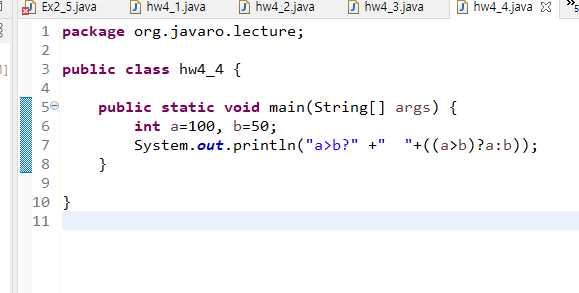 Ex2_5.java hw4_1.java hw4_2.java hw4_3.java hw4_4.java
1 package org.javaro.lecture;
2
3 public class hw4_4 {
4
5 public static void main(String[] args) {
6 int a=100, b=50;
7 System.out.println("a>b?" +"  "+((a>b)?a:b));
8 }
9
10 }
11